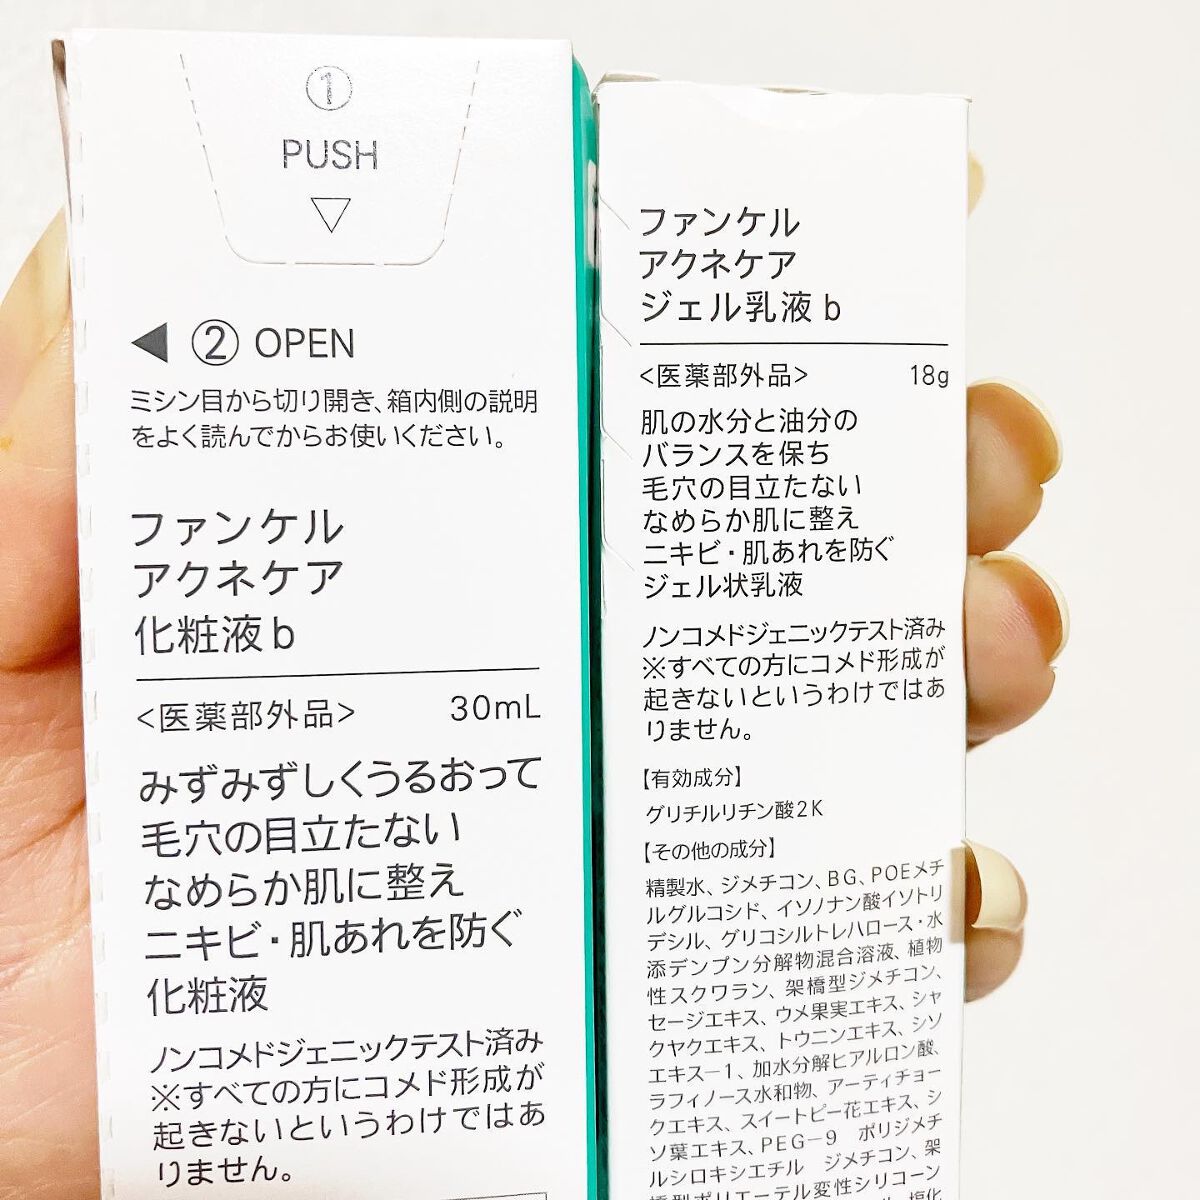 ① 
PUSH
▽
◀ ② OPEN
ミシン目から切り開き、箱内側の説明
をよく読んでからお使いください。
ファンケル
アクネケア
化粧液b
<医薬部外品> 30mL
みずみずしくうるおって
毛穴の目立たない
なめらか肌に整え
ニキビ・肌あれを防ぐ
化粧液
ノンコメドジェニックテスト済み
※すべての方にコメド形成が
起きないというわけではあ
りません。
ファンケル
アクネケア
ジェル乳液b
<医薬部外品> 18g
肌の水分と油分の
バランスを保ち
毛穴の目立たない
なめらか肌に整え
ニキビ・肌あれを防ぐ
ジェル状乳液
ノンコメドジェニックテスト済み
※すべての方にコメド形成が
起きないというわけではあ
りません。
【有効成分】
グリチルリチン酸2K
【その他の成分】
精製水、ジメチコン、BG、POEメチ
ルグルコシド、イソノナン酸イソトリ
デシル、グリコシルトレハロース・水
添デンプン分解物混合溶液、植物
性スクワラン、架橋型ジメチコン、
セージエキス、ウメ果実エキス、シャ
クヤクエキス、トウニンエキス、シソ
エキス-1、加水分解ヒアルロン酸、
ラフィノース水和物、アーティチョー
クエキス、スイートピー花エキス、シ
ソ葉エキス、PEG-9 ポリジメチ
ルシロキシエチル ジメチコン、架
橋型ポリエーテル変性シリコーン